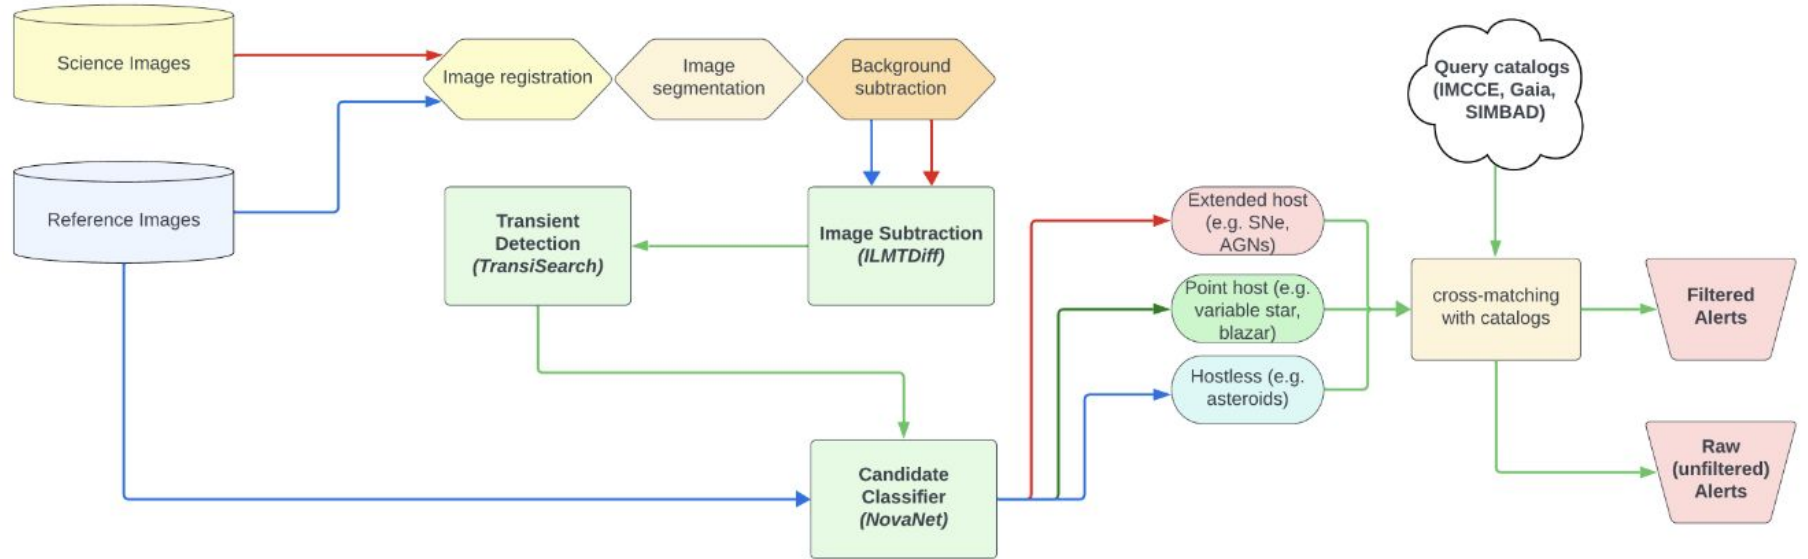 Science Images
Image registration
Image
segmentation
Background
subtraction
Query catalogs
(IMCCE, Gaia,
SIMBAD)
Reference Images
Transient
Detection
(TransiSearch)
Image Subtraction
(ILMTDiff)
Extended host
(e.g. SNe,
AGNs)
Point host (e.g.
variable star,
blazar)
Hostless (e.g.
asteroids)
cross-matching
with catalogs
Filtered
Alerts
Candidate
Classifier
(NovaNet)
Raw
(unfiltered)
Alerts